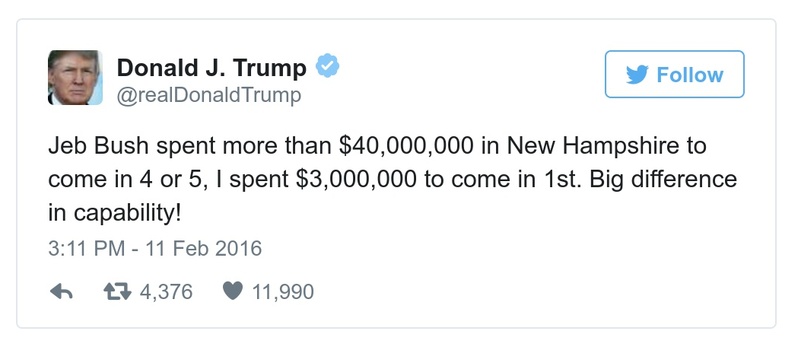 Donald J. Trump
Follow
@realDonaldTrump
Jeb Bush spent more than $40,000,000 in New Hampshire to
come in 4 or 5, I spent $3,000,000 to come in 1st. Big difference
in capability!
3:11 PM - 11 Feb 2016
4,376 11,990